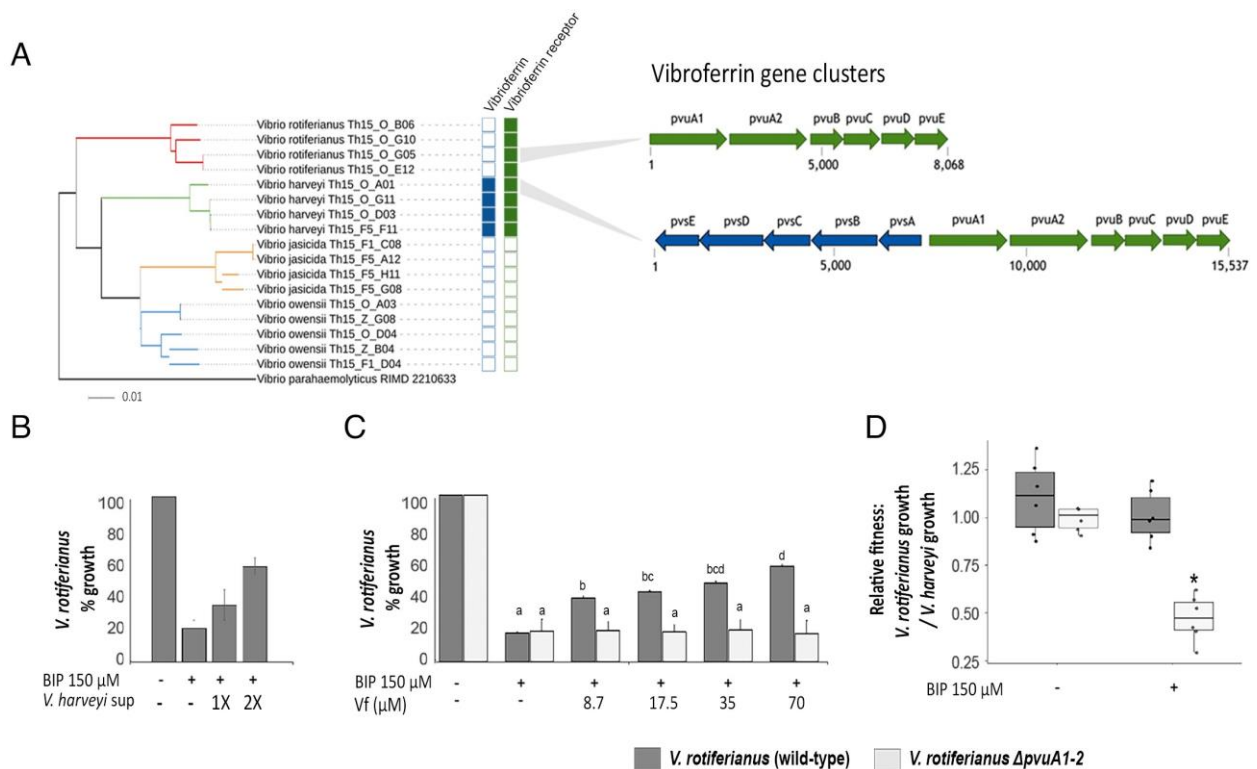 A
Vibrioferrin
Vibrioferrin receptor
Vibroferrin gene clusters
Vibrio rotiferianus Th15_O_B06
Vibrio rotiferianus Th15_O_G10
Vibrio rotiferianus Th15_O_G05
Vibrio rotiferianus Th15_O_E12
Vibrio harveyi Th15_O_A01
Vibrio harveyi Th15_O_G11
Vibrio harveyi Th15_O_D03
Vibrio harveyi Th15_F5_F11
Vibrio jasicida Th15_F1_C08
Vibrio jasicida Th15_F5_A12
Vibrio jasicida Th15_F5_H11
Vibrio jasicida Th15_F5_G08
Vibrio owensii Th15_O_A03
Vibrio owensii Th15_Z_G08
Vibrio owensii Th15_O_D04
Vibrio owensii Th15_Z_B04
Vibrio owensii Th15_F1_D04
Vibrio parahaemolyticus RIMD 2210633
0.01
pvuA1 pvuA2 pvuB pvuC pvuD pvuE
1 5,000 8,068
pvsE pvsD pvsC pvsB pvsA pvuA1 pvuA2 pvuB pvuC pvuD pvuE
1 5,000 10,000 15,537
B
V. rotiferianus
% growth
100
80
60
40
20
0
BIP 150 µM - + + +
V. harveyi sup - - 1X 2X
C
V. rotiferianus
% growth
100
80
60
40
20
0
a a b a bc a bcd a d a
BIP 150 µM - + + + + +
Vf (µM) - - 8.7 17.5 35 70
D
Relative fitness:
V. rotiferianus growth
/ V. harveyi growth
1.25
1.00
0.75
0.50
0.25
*
BIP 150 µM - +
V. rotiferianus (wild-type) V. rotiferianus ΔpvuA1-2